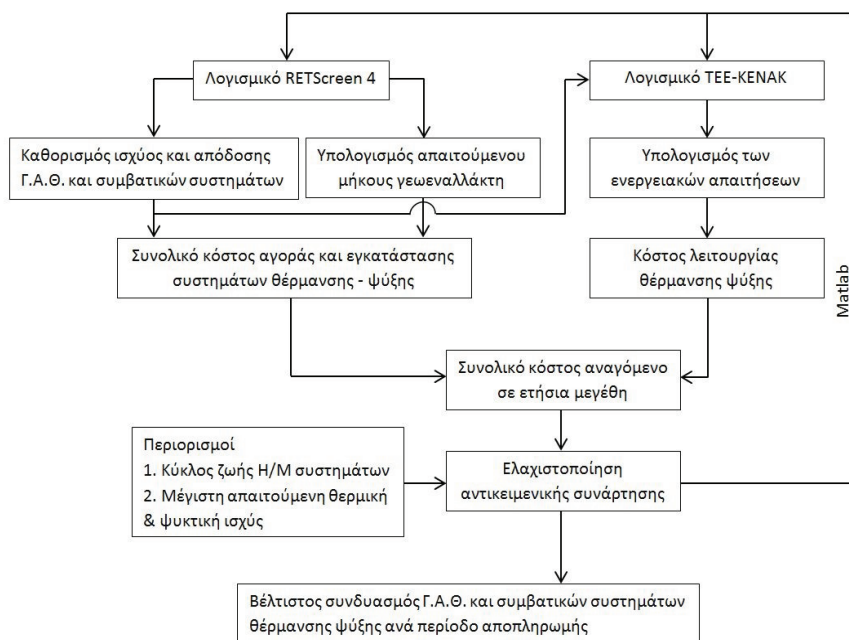 Λογισμικό RETScreen 4
Λογισμικό ΤΕΕ-ΚΕΝΑΚ
Καθορισμός ισχύος και απόδοσης
Γ.Α.Θ. και συμβατικών συστημάτων
Υπολογισμός απαιτούμενου
μήκους γεωεναλλάκτη
Υπολογισμός των
ενεργειακών απαιτήσεων
Συνολικό κόστος αγοράς και εγκατάστασης
συστημάτων θέρμανσης - ψύξης
Κόστος λειτουργίας
θέρμανσης ψύξης
Matlab
Συνολικό κόστος αναγόμενο
σε ετήσια μεγέθη
Περιορισμοί
1. Κύκλος ζωής Η/Μ συστημάτων
2. Μέγιστη απαιτούμενη θερμική
& ψυκτική ισχύς
Ελαχιστοποίηση
αντικειμενικής συνάρτησης
Βέλτιστος συνδυασμός Γ.Α.Θ. και συμβατικών συστημάτων
θέρμανσης ψύξης ανά περίοδο αποπληρωμής